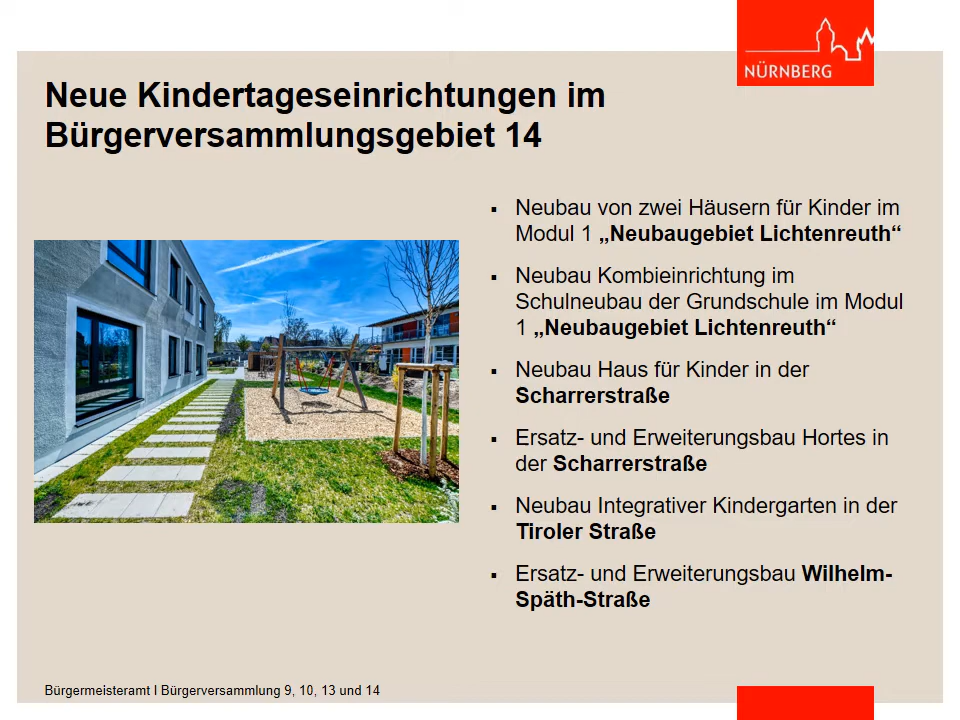 NÜRNBERG
Neue Kindertageseinrichtungen im
Bürgerversammlungsgebiet 14
▪ Neubau von zwei Häusern für Kinder im
Modul 1 „Neubaugebiet Lichtenreuth“
▪ Neubau Kombieinrichtung im
Schulneubau der Grundschule im Modul
1 „Neubaugebiet Lichtenreuth“
▪ Neubau Haus für Kinder in der
Scharrerstraße
▪ Ersatz- und Erweiterungsbau Hortes in
der Scharrerstraße
▪ Neubau Integrativer Kindergarten in der
Tiroler Straße
▪ Ersatz- und Erweiterungsbau Wilhelm-
Späth-Straße
Bürgermeisteramt I Bürgerversammlung 9, 10, 13 und 14